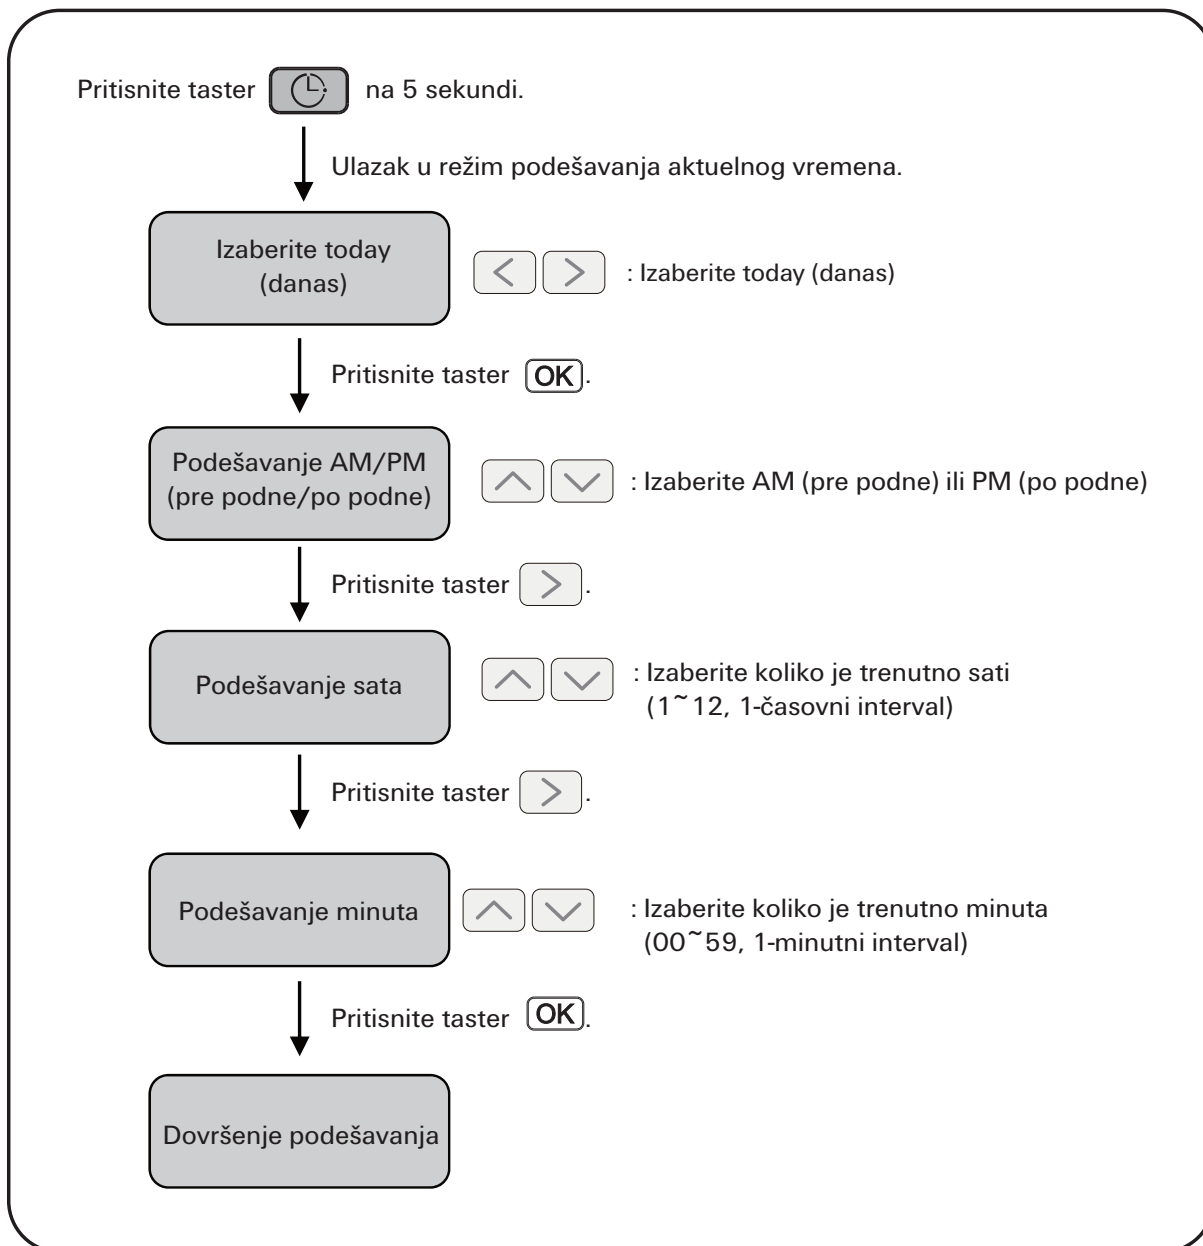 Pritisnite taster na 5 sekundi.
Ulazak u režim podešavanja aktuelnog vremena.
Izaberite today
(danas)
: Izaberite today (danas)
Pritisnite taster OK.
Podešavanje AM/PM
(pre podne/po podne)
: Izaberite AM (pre podne) ili PM (po podne)
Pritisnite taster >.
Podešavanje sata
: Izaberite koliko je trenutno sati
(1~12, 1-časovni interval)
Pritisnite taster >.
Podešavanje minuta
: Izaberite koliko je trenutno minuta
(00~59, 1-minutni interval)
Pritisnite taster OK.
Dovršenje podešavanja